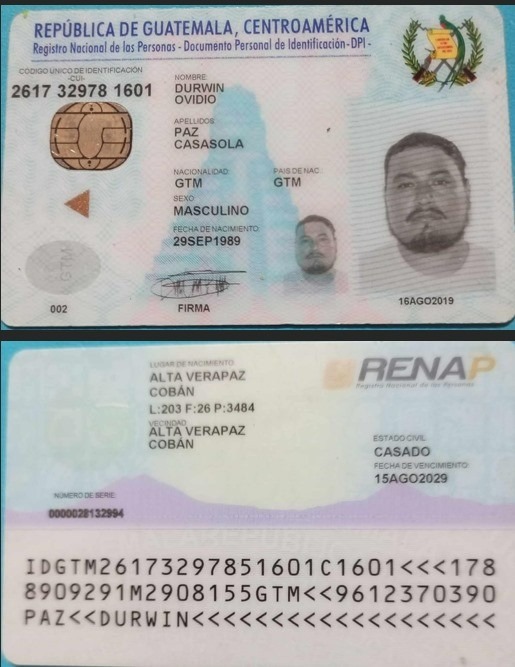 REPÚBLICA DE GUATEMALA, CENTROAMÉRICA
Registro Nacional de las Personas - Documento Personal de Identificación-DPI -
CÓDIGO ÚNICO DE IDENTIFICACIÓN
-CUI-
2617 32978 1601
NOMBRE
DURWIN
OVIDIO
APELLIDOS
PAZ
CASASOLA
NACIONALIDAD PAIS DE NAC.
GTM GTM
SEXO
MASCULINO
FECHA DE NACIMIENTO
29SEP1989
GTM
002
FIRMA
16AGO2019
LUGAR DE NACIMIENTO
ALTA VERAPAZ
COBÁN
L:203 F:26 P:3484
VECINDAD
ALTA VERAPAZ
COBÁN
RENAP
Registro Nacional de las Personas
ESTADO CIVIL
CASADO
FECHA DE VENCIMIENTO
15AGO2029
NÚMERO DE SERIE
0000028132994
IDGTM26173297851601C1601<<<178
8909291M2908155GTM<<9612370390
PAZ<<DURWIN<<<<<<<<<<<<<<<<<<<